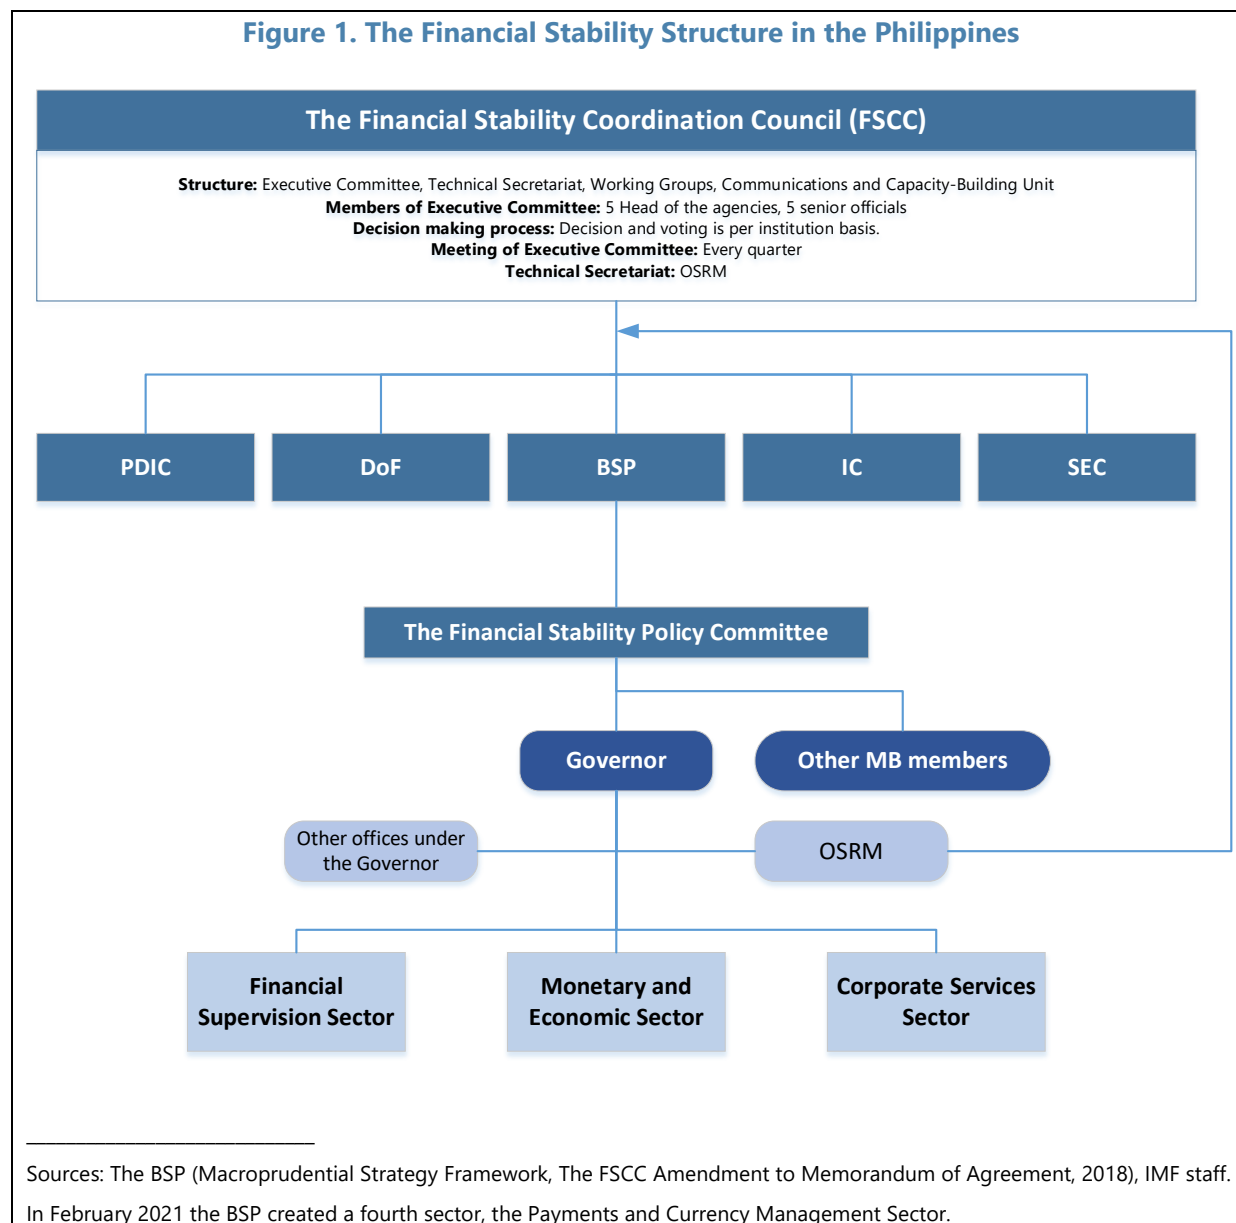 Figure 1. The Financial Stability Structure in the Philippines
The Financial Stability Coordination Council (FSCC)
Structure: Executive Committee, Technical Secretariat, Working Groups, Communications and Capacity-Building Unit
Members of Executive Committee: 5 Head of the agencies, 5 senior officials
Decision making process: Decision and voting is per institution basis.
Meeting of Executive Committee: Every quarter
Technical Secretariat: OSRM
PDIC
DoF
BSP
IC
SEC
The Financial Stability Policy Committee
Governor
Other MB members
Other offices under
the Governor
OSRM
Financial
Supervision Sector
Monetary and
Economic Sector
Corporate Services
Sector
Sources: The BSP (Macroprudential Strategy Framework, The FSCC Amendment to Memorandum of Agreement, 2018), IMF staff.
In February 2021 the BSP created a fourth sector, the Payments and Currency Management Sector.